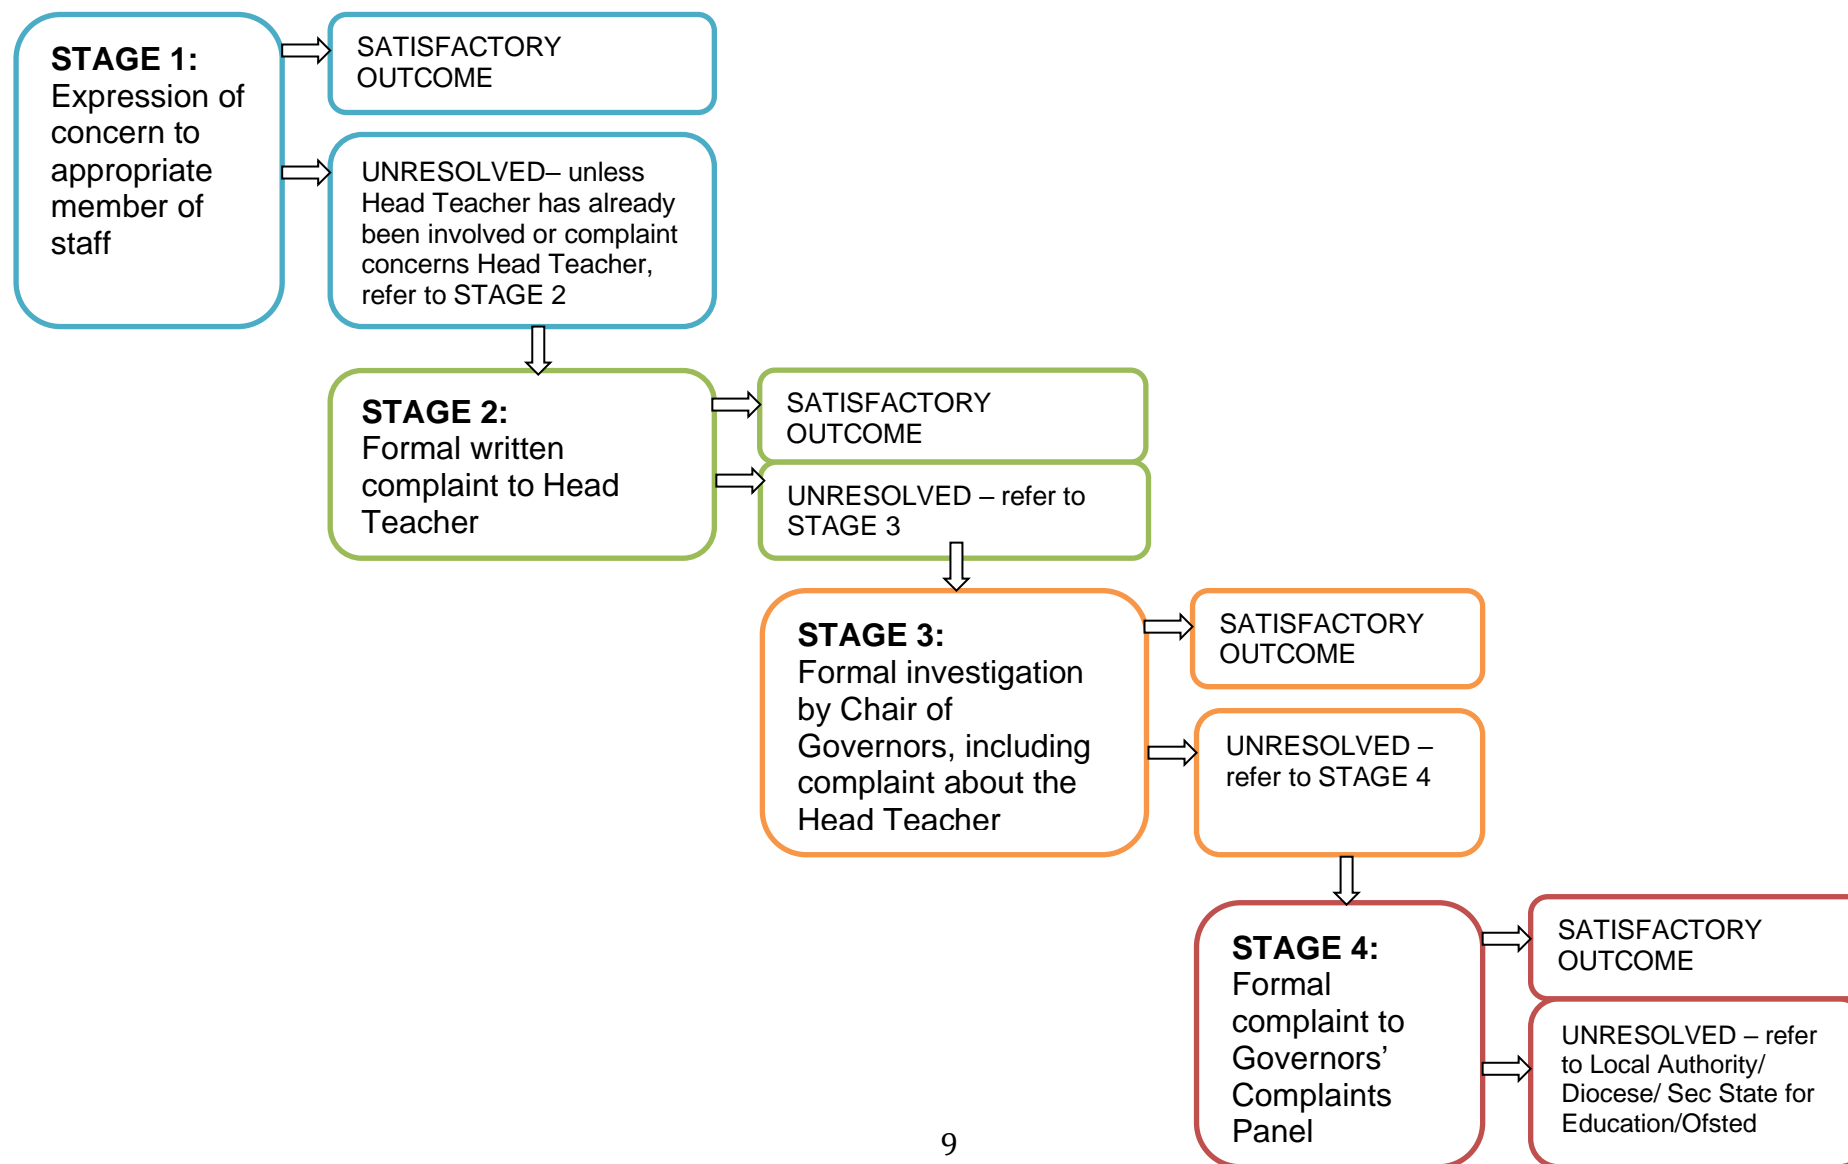 STAGE 1:
Expression of
concern to
appropriate
member of
staff
SATISFACTORY
OUTCOME
UNRESOLVED– unless
Head Teacher has already
been involved or complaint
concerns Head Teacher,
refer to STAGE 2
STAGE 2:
Formal written
complaint to Head
Teacher
SATISFACTORY
OUTCOME
UNRESOLVED – refer to
STAGE 3
STAGE 3:
Formal investigation
by Chair of
Governors, including
complaint about the
Head Teacher
SATISFACTORY
OUTCOME
UNRESOLVED –
refer to STAGE 4
STAGE 4:
Formal
complaint to
Governors’
Complaints
Panel
SATISFACTORY
OUTCOME
UNRESOLVED – refer
to Local Authority/
Diocese/ Sec State for
Education/Ofsted
9